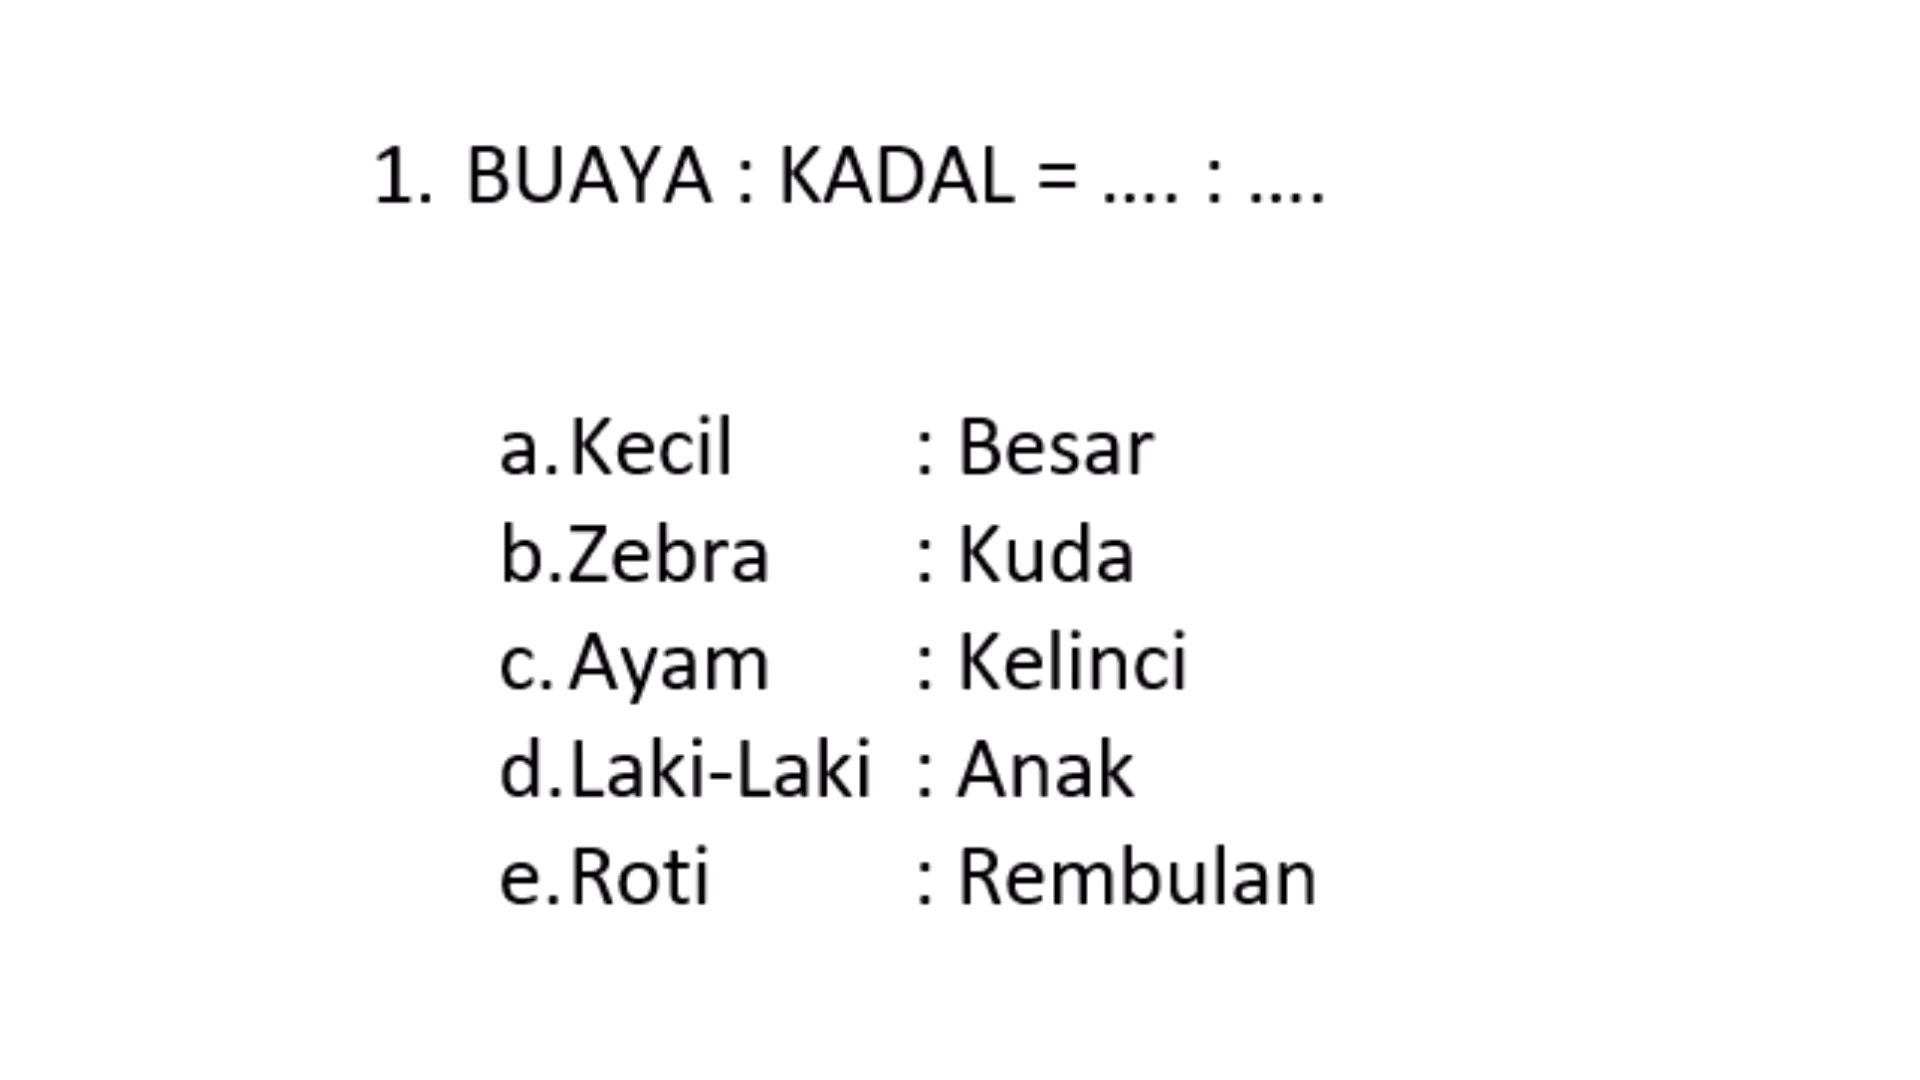 1. BUAYA : KADAL = .... : ....
a. Kecil : Besar
b. Zebra : Kuda
c. Ayam : Kelinci
d. Laki-Laki : Anak
e. Roti : Rembulan